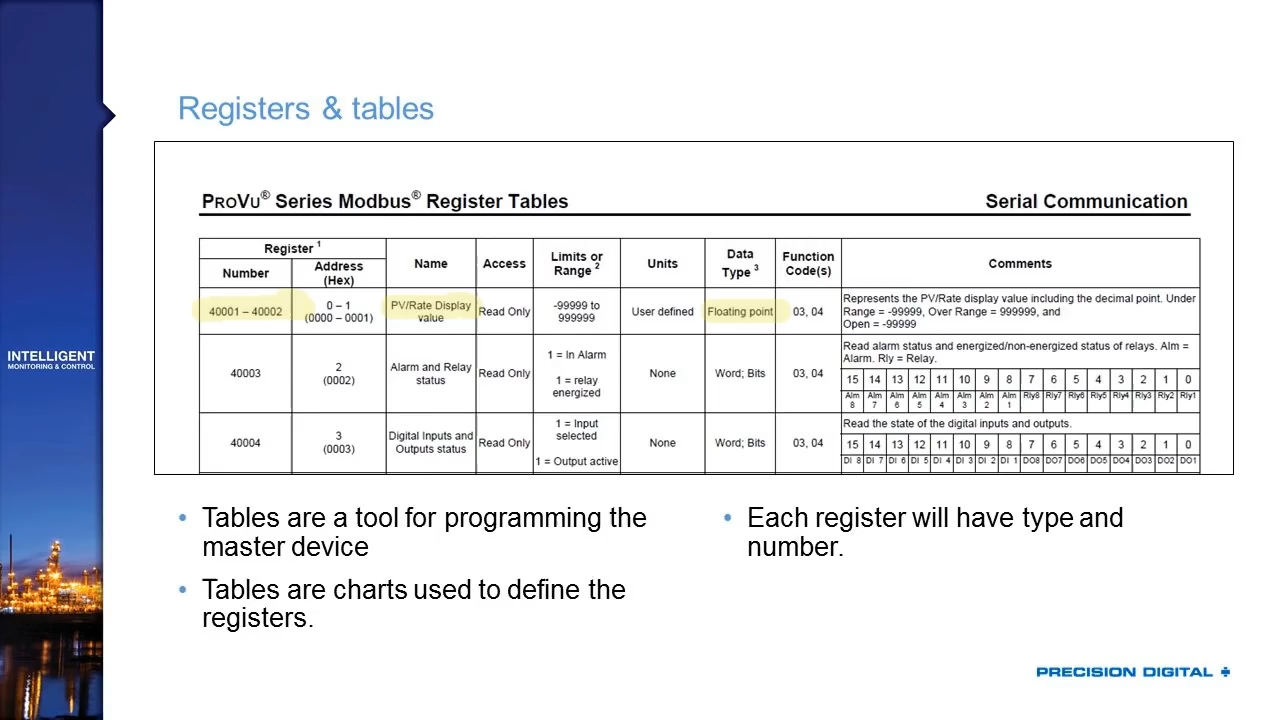 Registers & tables
PROVU® Series Modbus® Register Tables
Serial Communication
Register 1
Number
Address
(Hex)
Name
Access
Limits or
Range 2
Units
Data
Type 3
Function
Code(s)
Comments
40001 – 40002
0 – 1
(0000 – 0001)
PV/Rate Display
value
Read Only
-99999 to
999999
User defined
Floating point
03, 04
Represents the PV/Rate display value including the decimal point. Under
Range = -99999, Over Range = 999999, and
Open = -99999
40003
2
(0002)
Alarm and Relay
status
Read Only
1 = In Alarm
1 = relay
energized
None
Word; Bits
03, 04
Read alarm status and energized/non-energized status of relays. Alm =
Alarm. Rly = Relay.
15 14 13 12 11 10 9 8 7 6 5 4 3 2 1 0
Alm 8 Alm 7 Alm 6 Alm 5 Alm 4 Alm 3 Alm 2 Alm 1 Rly8 Rly7 Rly6 Rly5 Rly4 Rly3 Rly2 Rly1
40004
3
(0003)
Digital Inputs and
Outputs status
Read Only
1 = Input
selected
1 = Output active
None
Word; Bits
03, 04
Read the state of the digital inputs and outputs.
15 14 13 12 11 10 9 8 7 6 5 4 3 2 1 0
DI 8 DI 7 DI 6 DI 5 DI 4 DI 3 DI 2 DI 1 DO8 DO7 DO6 DO5 DO4 DO3 DO2 DO1
• Tables are a tool for programming the
master device
• Tables are charts used to define the
registers.
• Each register will have type and
number.
INTELLIGENT
MONITORING & CONTROL
PRECISION DIGITAL